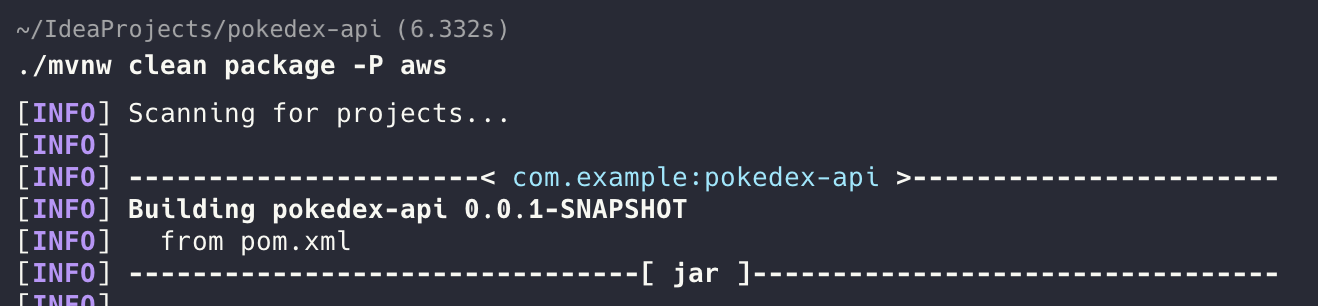 ~/IdeaProjects/pokedex-api (6.332s)
./mvnw clean package -P aws
[INFO] Scanning for projects...
[INFO]
[INFO] ----------------------< com.example:pokedex-api >-----------------------
[INFO] Building pokedex-api 0.0.1-SNAPSHOT
[INFO]   from pom.xml
[INFO] --------------------------------[ jar ]---------------------------------
[INFO]